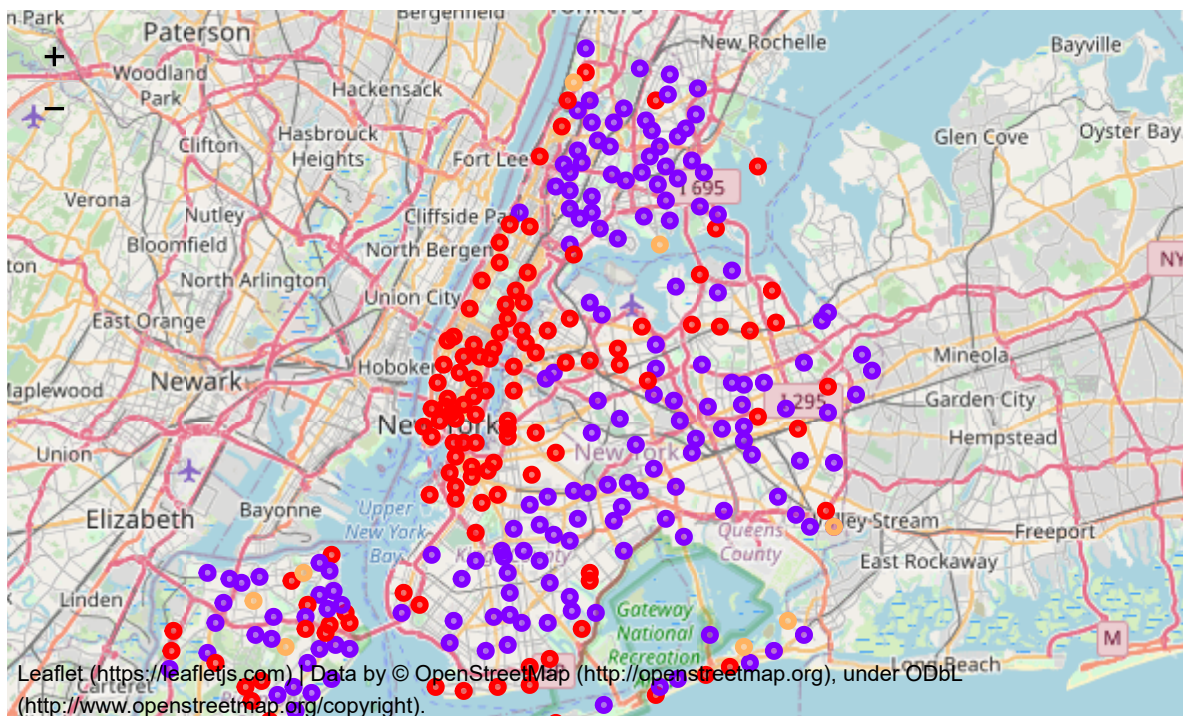 n Park
Paterson
Bergenfield
New Rochelle
Bayville
+
Woodland
Park
Hackensack
−
Hasbrouck
Heights
Clifton
Fort Lee
Glen Cove
Oyster Bay
I 695
Verona
Nutley
Cliffside Pa
Bloomfield
North Bergen
NY
ton
North Arlington
Union City
East Orange
Hoboken
Mineola
Maplewood
Newark
I 295
Garden City
New York
Hempstead
Union
New York
Bayonne
'Upper
New York
Bay'
Elizabeth
Queens
County
Valley Stream
Freeport
Kings County
East Rockaway
Linden
Gateway
National
Recreation
M
Long Beach
Leaflet (https://leafletjs.com) | Data by © OpenStreetMap (http://openstreetmap.org), under ODbL
Carteret
(http://www.openstreetmap.org/copyright).